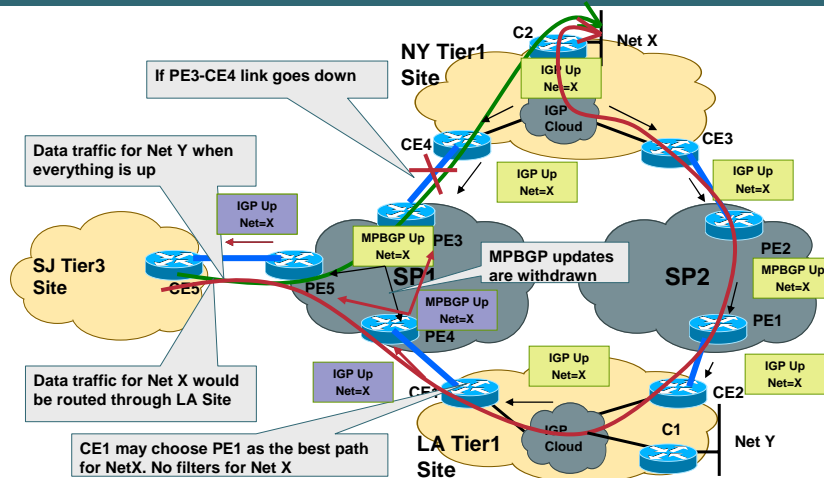 C2
Net X
NY Tier1
Site
If PE3-CE4 link goes down
IGP Up
Net=X
IGP
Cloud
CE4
CE3
Data traffic for Net Y when
everything is up
IGP Up
Net=X
IGP Up
Net=X
IGP Up
Net=X
MPBGP Up
Net=X
PE3
PE2
SJ Tier3
Site
CE5
PE5
SP1
MPBGP updates
are withdrawn
SP2
MPBGP Up
Net=X
MPBGP Up
Net=X
PE4
PE1
Data traffic for Net X would
be routed through LA Site
IGP Up
Net=X
IGP Up
Net=X
IGP Up
Net=X
CE1
CE2
CE1 may choose PE1 as the best path
for NetX. No filters for Net X
IGP
Cloud
LA Tier1
Site
C1
Net Y